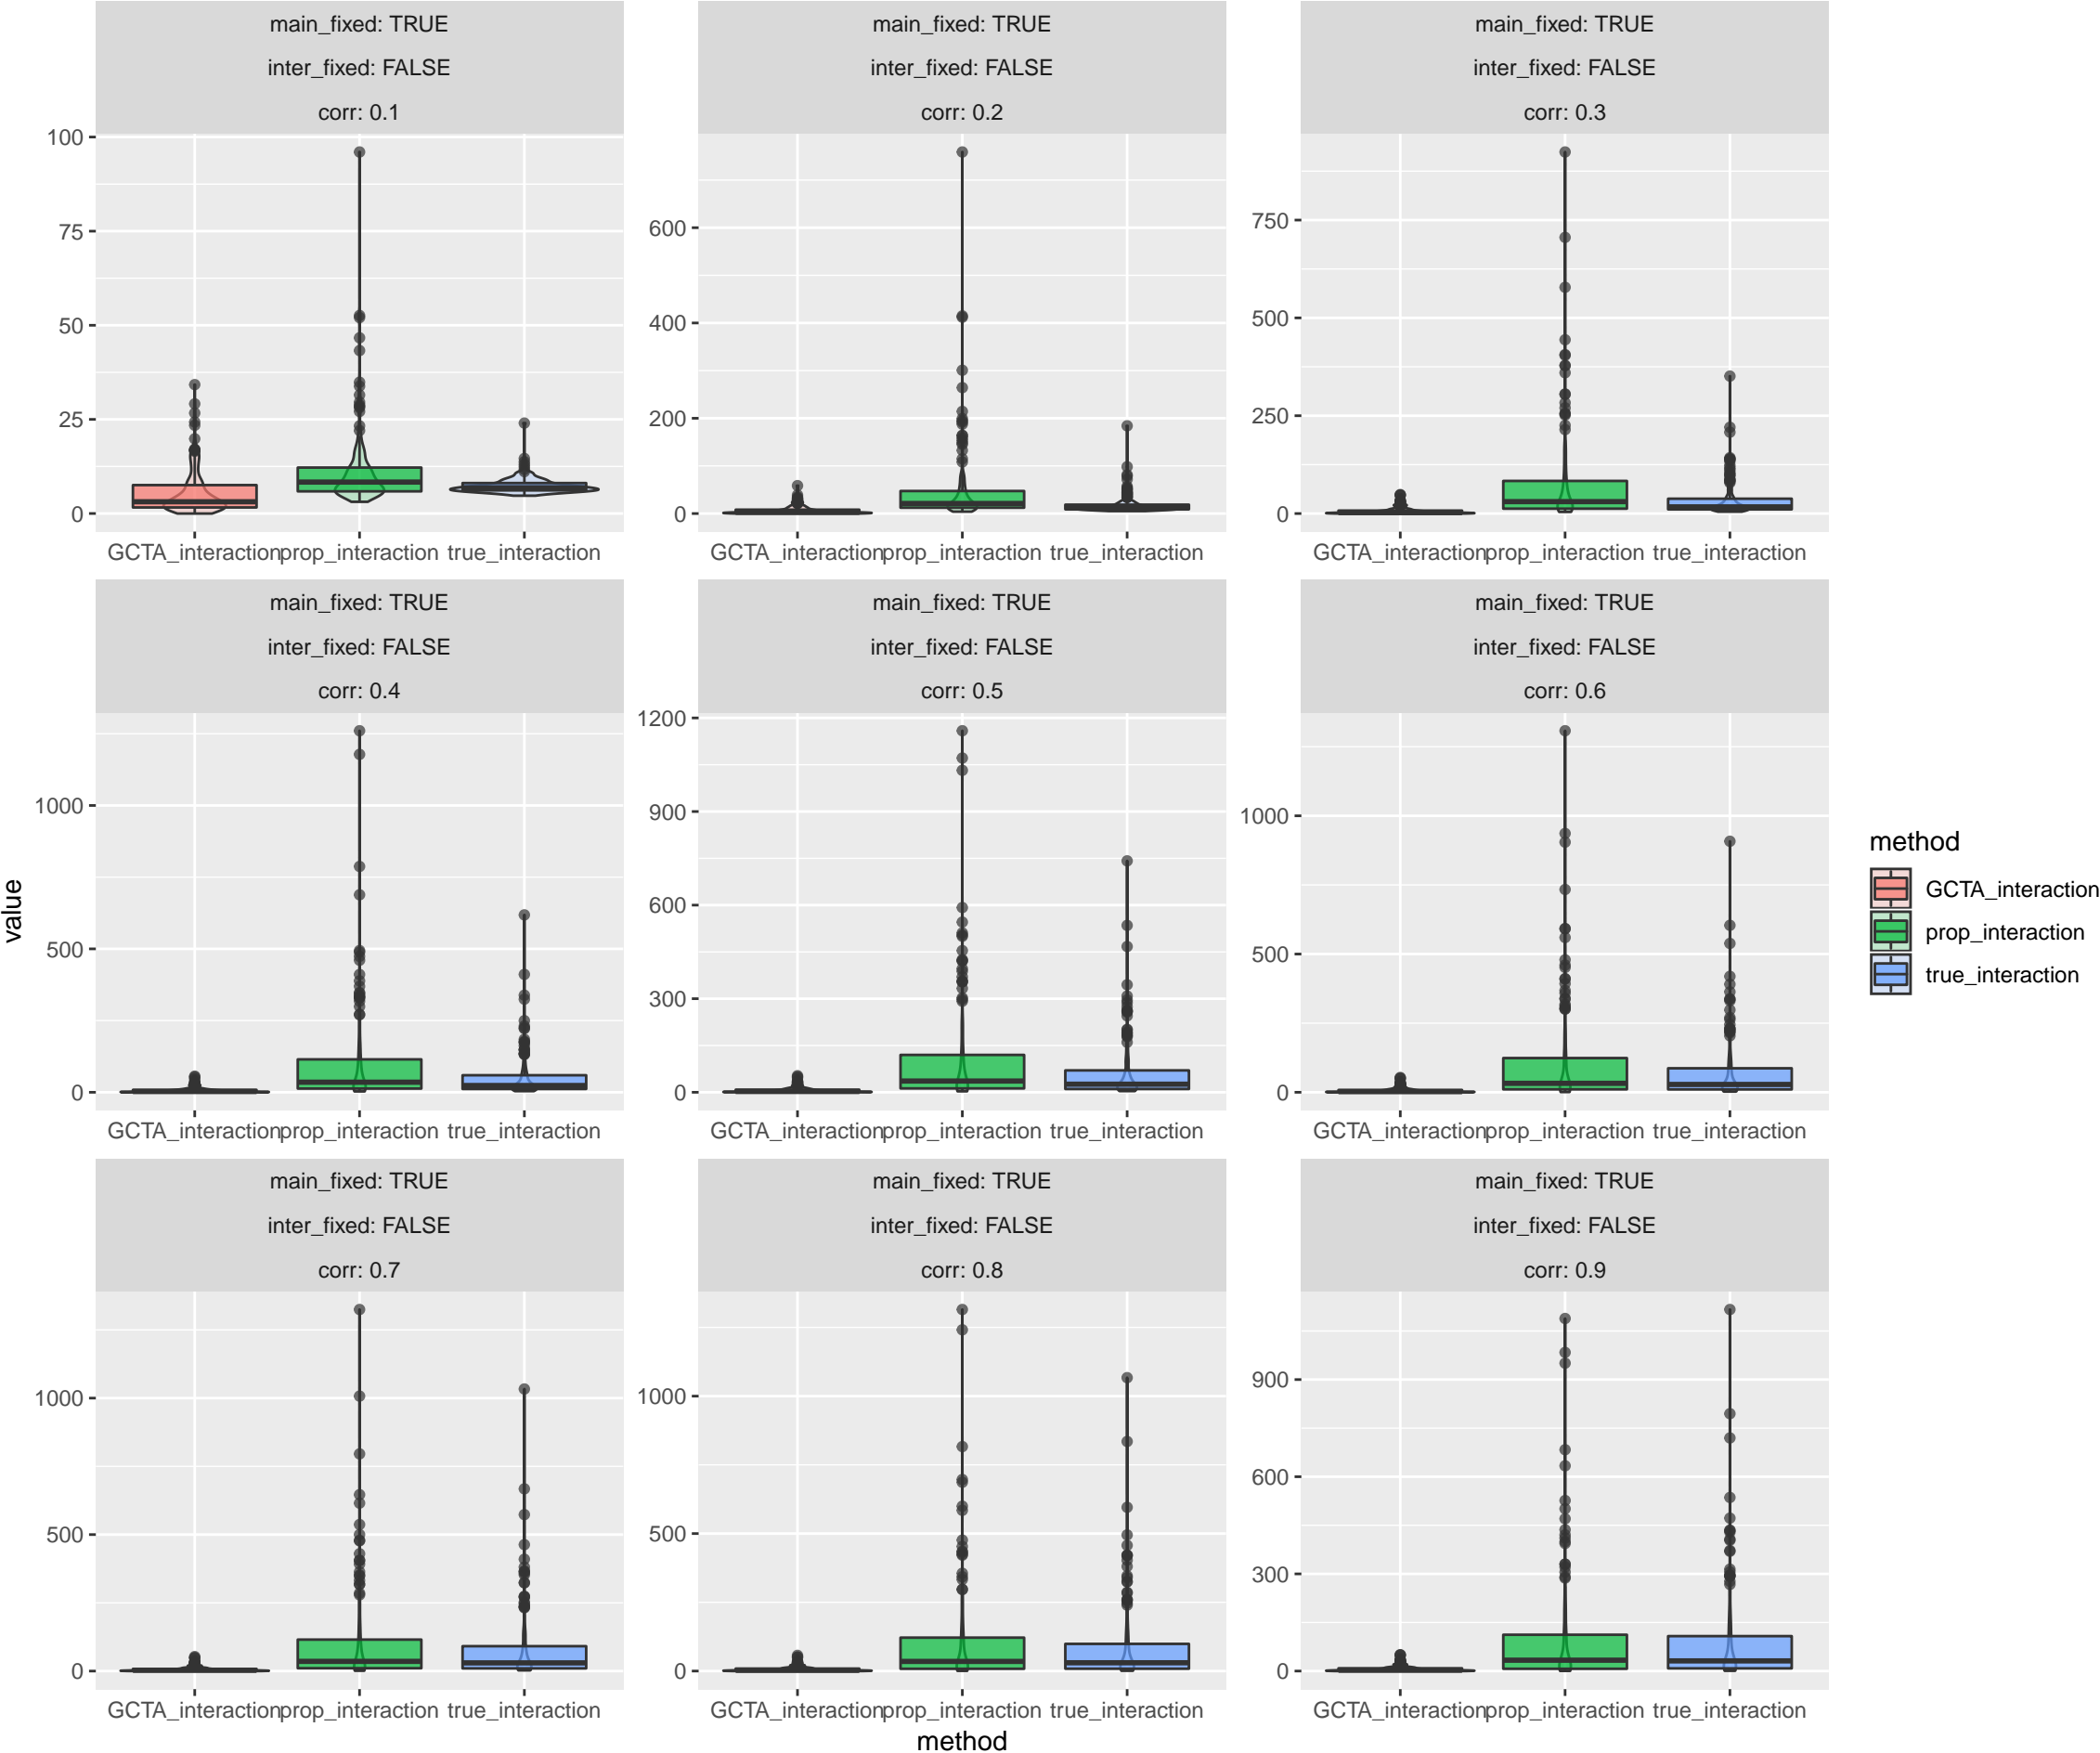 main_fixed: TRUE
inter_fixed: FALSE
corr: 0.1
main_fixed: TRUE
inter_fixed: FALSE
corr: 0.2
main_fixed: TRUE
inter_fixed: FALSE
corr: 0.3
100
75
50
25
0
600
400
200
0
750
500
250
0
GCTA_interaction prop_interaction true_interaction
GCTA_interaction prop_interaction true_interaction
GCTA_interaction prop_interaction true_interaction
main_fixed: TRUE
inter_fixed: FALSE
corr: 0.4
main_fixed: TRUE
inter_fixed: FALSE
corr: 0.5
main_fixed: TRUE
inter_fixed: FALSE
corr: 0.6
1000
500
0
1200
900
600
300
0
1000
500
0
GCTA_interaction prop_interaction true_interaction
GCTA_interaction prop_interaction true_interaction
GCTA_interaction prop_interaction true_interaction
main_fixed: TRUE
inter_fixed: FALSE
corr: 0.7
main_fixed: TRUE
inter_fixed: FALSE
corr: 0.8
main_fixed: TRUE
inter_fixed: FALSE
corr: 0.9
1000
500
0
1000
500
0
900
600
300
0
GCTA_interaction prop_interaction true_interaction
GCTA_interaction prop_interaction true_interaction
GCTA_interaction prop_interaction true_interaction
value
method
method
GCTA_interaction
prop_interaction
true_interaction